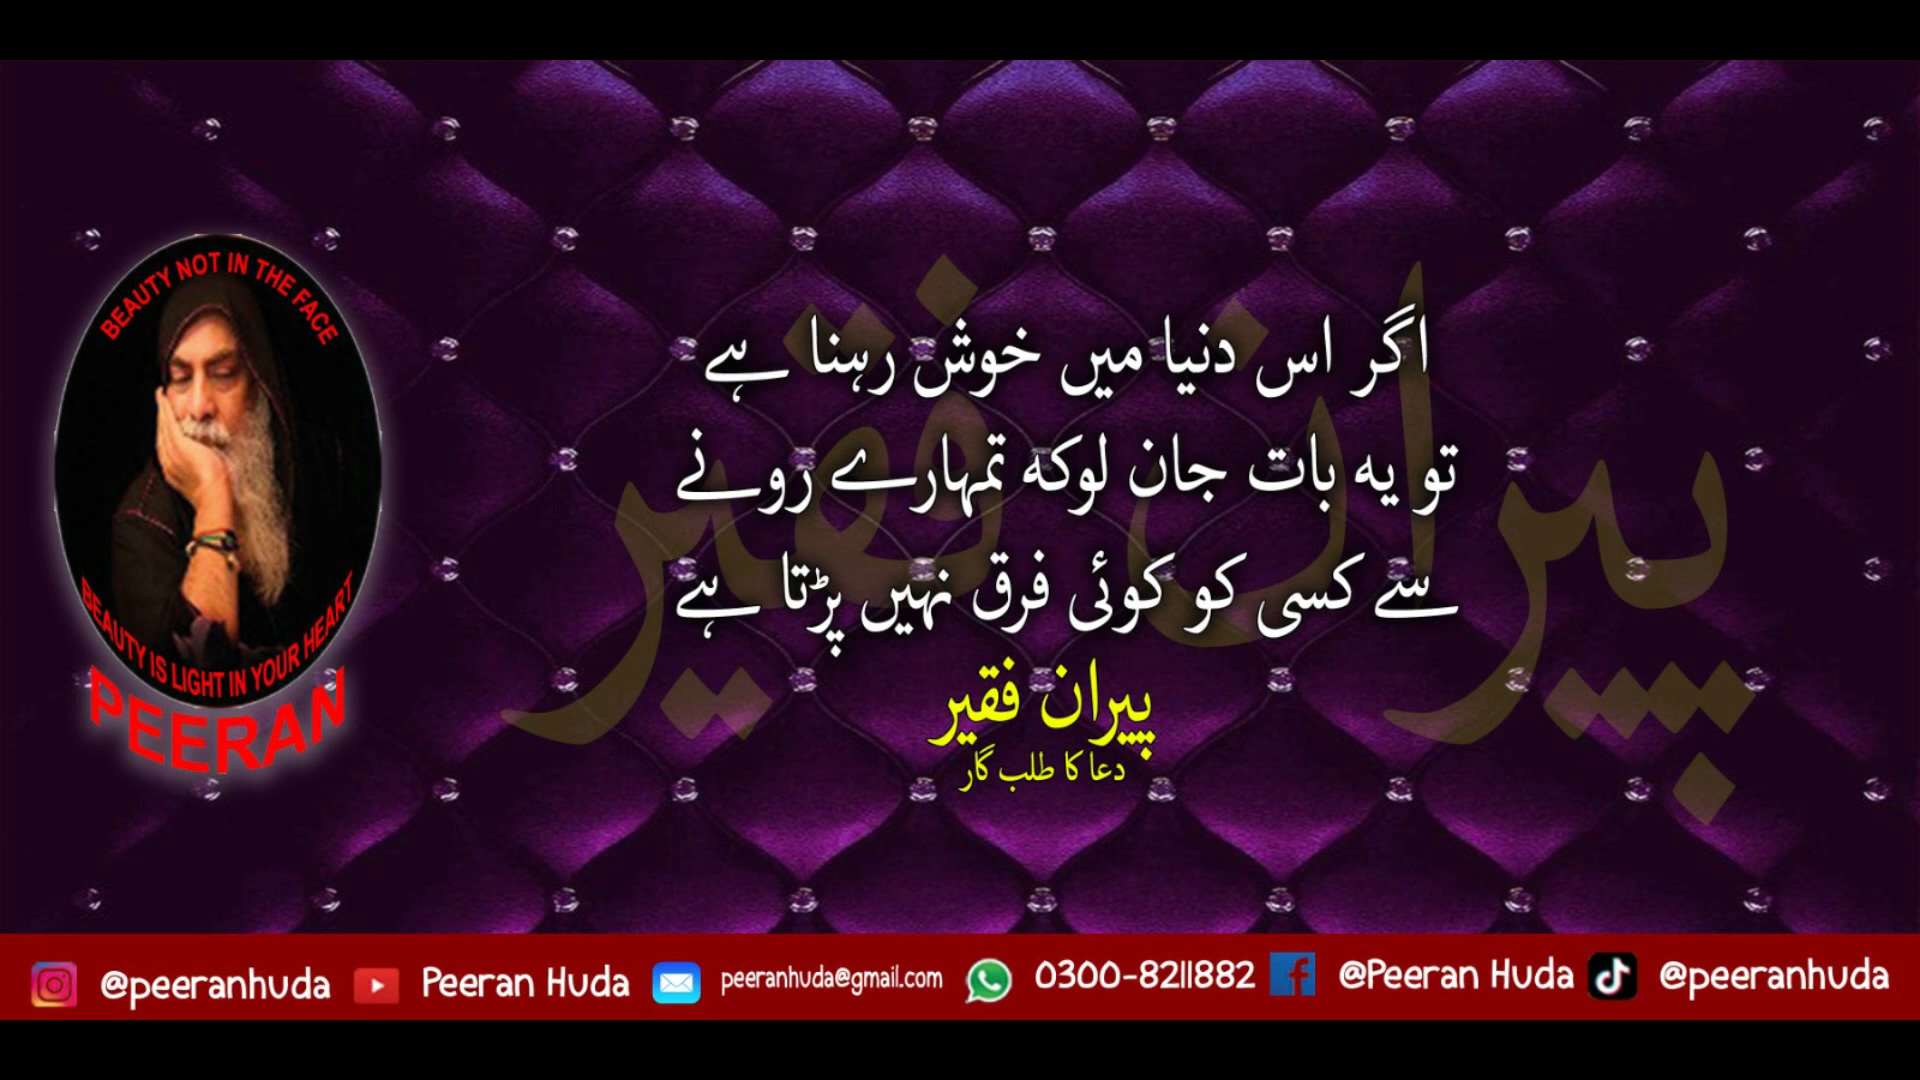 BEAUTY NOT IN THE FACE
BEAUTY IS LIGHT IN YOUR HEART
PEERAN
پیران فقیر
اگر اس دنیا میں خوش رہنا ہے
تو یہ بات جان لوکہ تمہارے رونے
سے کسی کو کوئی فرق نہیں پڑتا ہے
پیران فقیر
دعا کا طلب گار
@peeranhuda Peeran Huda peeranhuda@gmail.com 0300-8211882 @Peeran Huda @peeranhuda